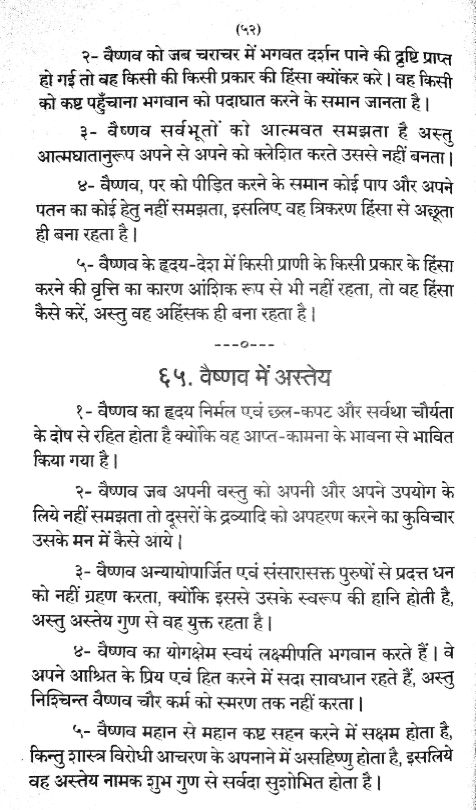 (५२)
२- वैष्णव को जब चराचर में भगवत दर्शन पाने की दृष्टि प्राप्त
हो गई तो वह किसी की किसी प्रकार की हिंसा क्योंकर करे। वह किसी
को कष्ट पहुँचाना भगवान को पदाघात करने के समान जानता है।
३- वैष्णव सर्वभूतों को आत्मवत समझता है अस्तु
आत्मघातानुरूप अपने से अपने को क्लेशित करते उससे नहीं बनता।
४- वैष्णव, पर को पीड़ित करने के समान कोई पाप और अपने
पतन का कोई हेतु नहीं समझता, इसलिए वह त्रिकरण हिंसा से अछूता
ही बना रहता है।
५- वैष्णव के हृदय-देश में किसी प्राणी के किसी प्रकार के हिंसा
करने की वृत्ति का कारण आंशिक रूप से भी नहीं रहता, तो वह हिंसा
कैसे करें, अस्तु वह अहिंसक ही बना रहता है।
---०---
६५. वैष्णव में अस्तेय
१- वैष्णव का हृदय निर्मल एवं छल-कपट और सर्वथा चौर्यता
के दोष से रहित होता है क्योंकि वह आप्त-कामना के भावना से भावित
किया गया है।
२- वैष्णव जब अपनी वस्तु को अपनी और अपने उपयोग के
लिये नहीं समझता तो दूसरों के द्रव्यादि को अपहरण करने का कुविचार
उसके मन में कैसे आये।
३- वैष्णव अन्यायोपार्जित एवं संसारासक्त पुरुषों से प्रदत्त धन
को नहीं ग्रहण करता, क्योंकि इससे उसके स्वरूप की हानि होती है,
अस्तु अस्तेय गुण से वह युक्त रहता है।
४- वैष्णव का योगक्षेम स्वयं लक्ष्मीपति भगवान करते हैं। वे
अपने आश्रित के प्रिय एवं हित करने में सदा सावधान रहते हैं, अस्तु
निश्चिन्त वैष्णव चौर कर्म को स्मरण तक नहीं करता।
५- वैष्णव महान से महान कष्ट सहन करने में सक्षम होता है,
किन्तु शास्त्र विरोधी आचरण के अपनाने में असहिष्णु होता है, इसलिये
वह अस्तेय नामक शुभ गुण से सर्वदा सुशोभित होता है।